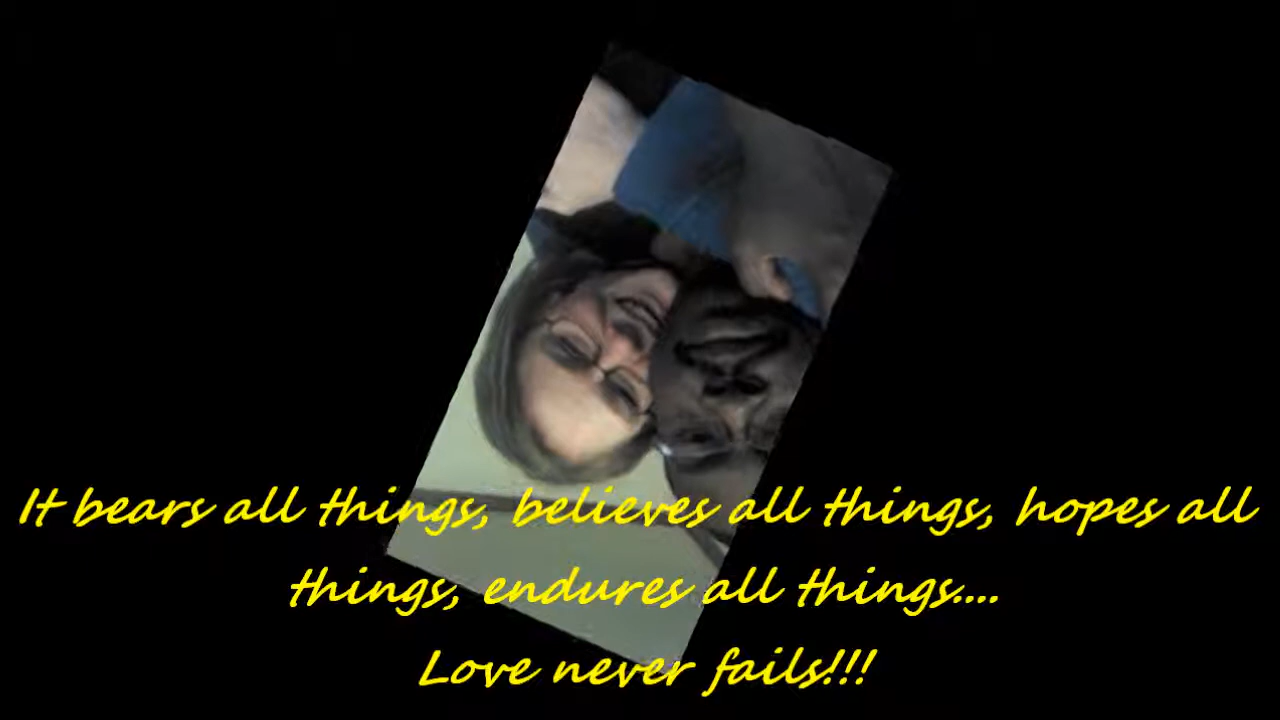 It bears all things, believes all things, hopes all
things, endures all things....
Love never fails!!!